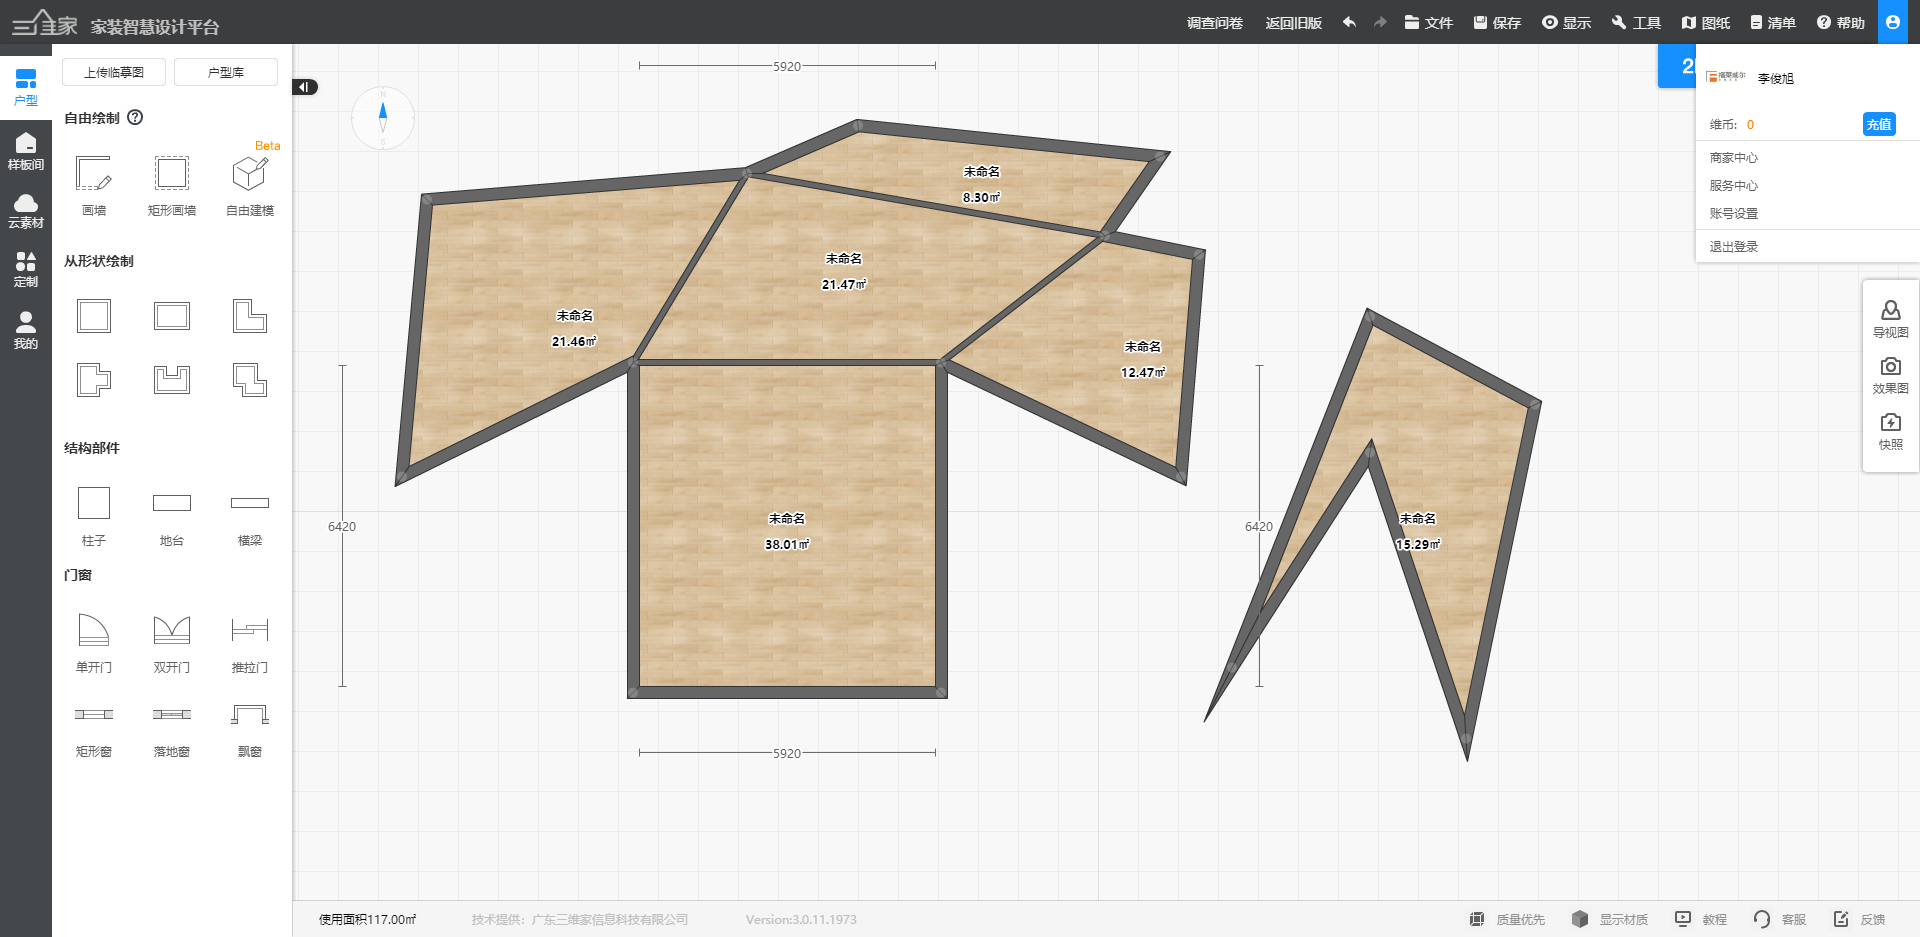 三维家 家装智慧设计平台
调查问卷 返回旧版 文件 保存 显示 工具 图纸 清单 帮助
户型
样板间
云素材
定制
我的
上传临摹图 户型库
自由绘制
Beta
画墙 矩形画墙 自由建模
从形状绘制
结构部件
柱子 地台 横梁
门窗
单开门 双开门 推拉门
矩形窗 落地窗 飘窗
N
S
5920
未命名
8.30㎡
未命名
21.47㎡
未命名
21.46㎡
未命名
12.47㎡
未命名
38.01㎡
未命名
15.29㎡
6420
6420
5920
2
李俊旭
维币: 0 充值
商家中心
服务中心
账号设置
退出登录
导视图
效果图
快照
使用面积117.00㎡ 技术提供：广东三维家信息科技有限公司 Version:3.0.11.1973
质量优先 显示材质 教程 客服 反馈